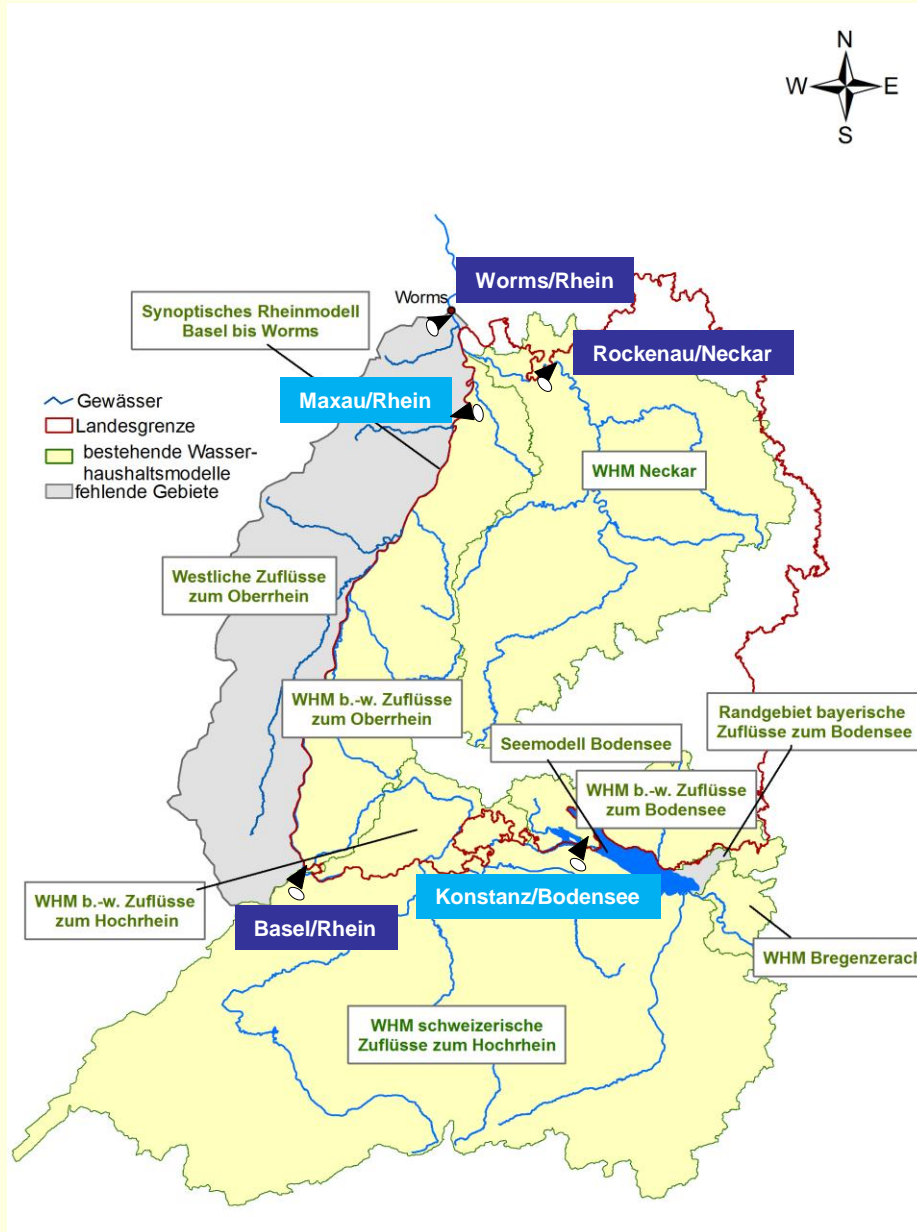 N
W
E
S
Worms/Rhein
Worms
Synoptisches Rheinmodell
Basel bis Worms
Rockenau/Neckar
Maxau/Rhein
Gewässer
Landesgrenze
bestehende Wasser-
haushaltsmodelle
fehlende Gebiete
WHM Neckar
Westliche Zuflüsse
zum Oberrhein
WHM b.-w. Zuflüsse
zum Oberrhein
Randgebiet bayerische
Zuflüsse zum Bodensee
Seemodell Bodensee
WHM b.-w. Zuflüsse
zum Bodensee
WHM b.-w. Zuflüsse
zum Hochrhein
Konstanz/Bodensee
Basel/Rhein
WHM Bregenzerach
WHM schweizerische
Zuflüsse zum Hochrhein